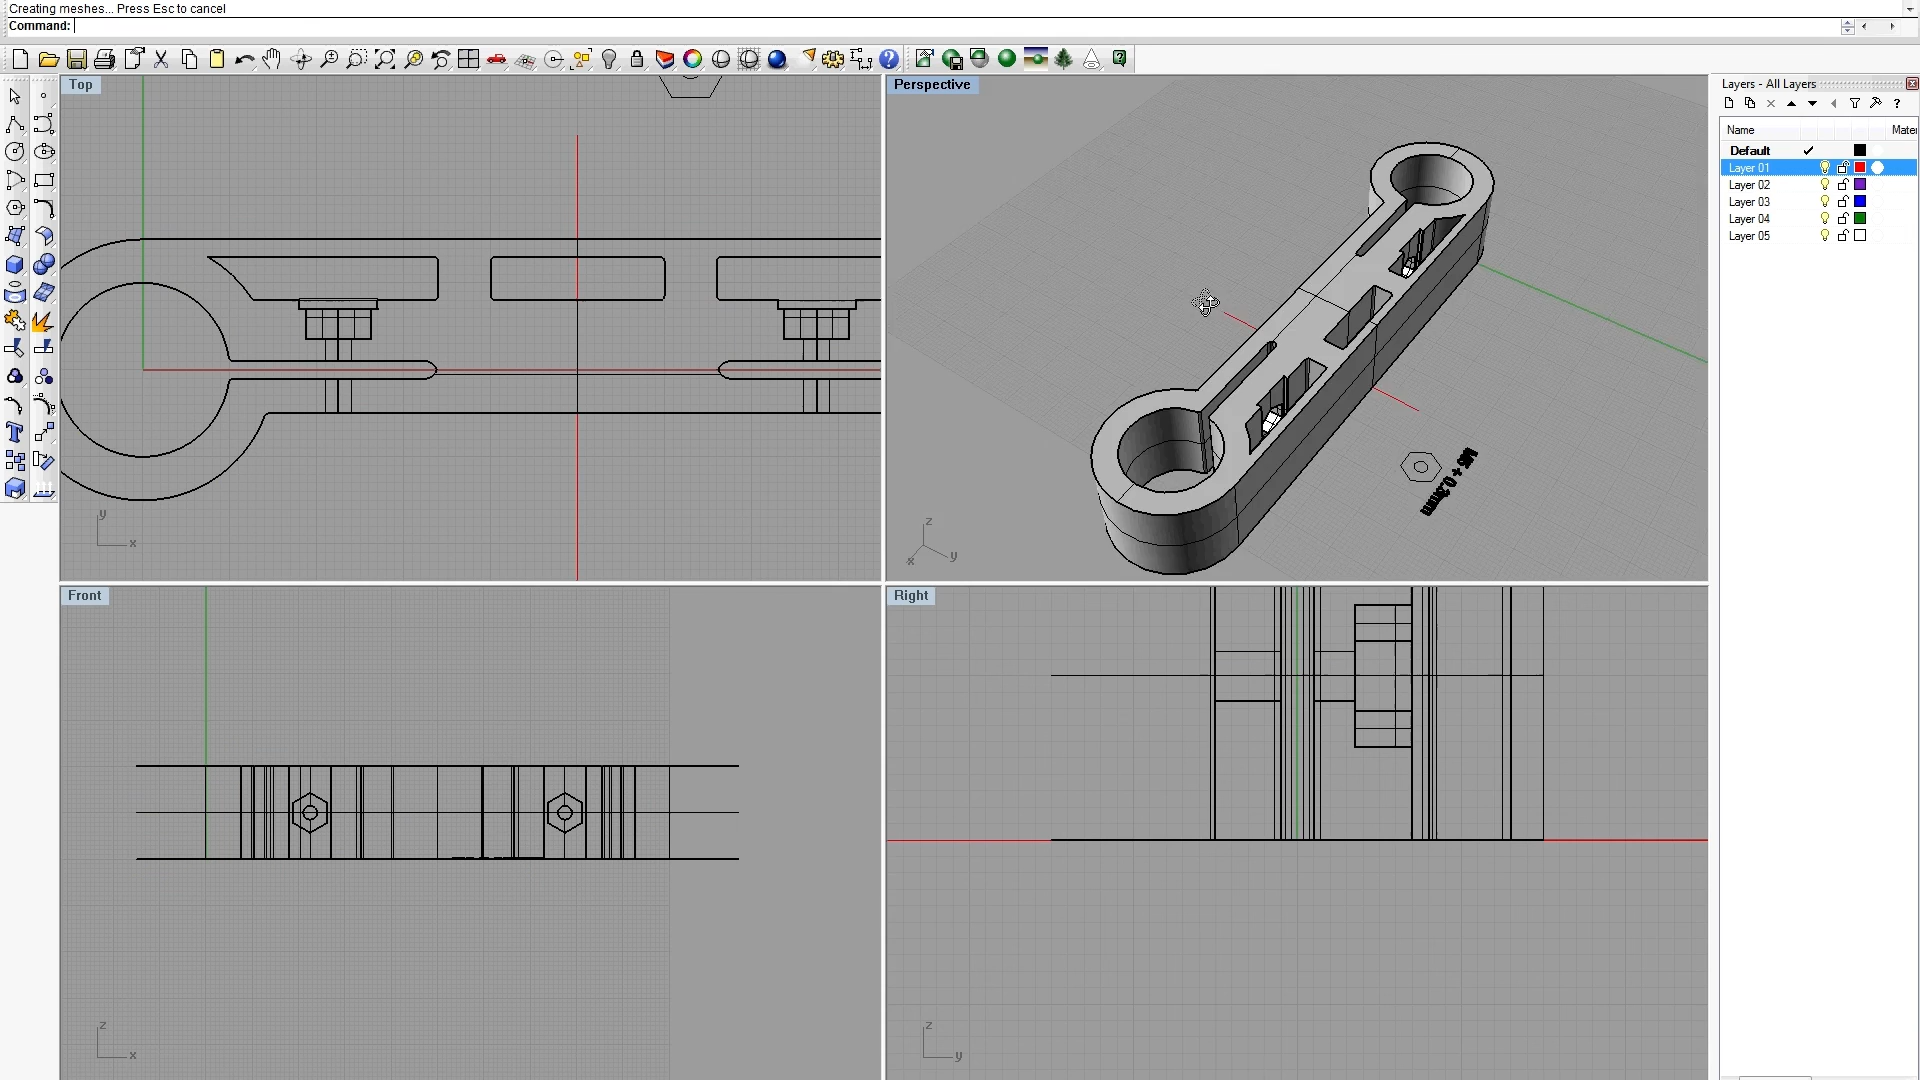 Creating meshes... Press Esc to cancel
Command:
Top
Perspective
Layers - All Layers
Name
Mater
Default
Layer 01
Layer 02
Layer 03
Layer 04
Layer 05
M5 + 0.2mm
y
x
z
x
y
Front
Right
z
x
z
y